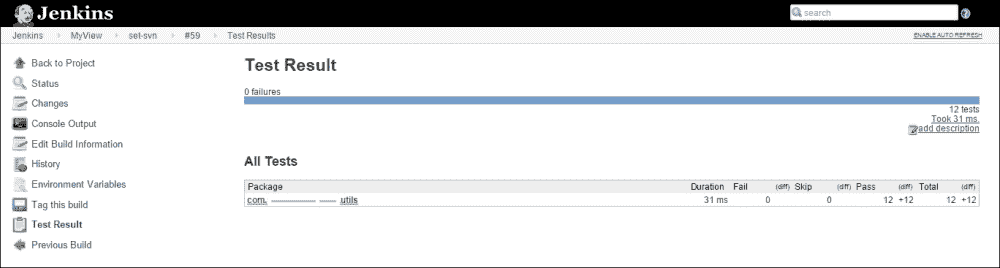 Jenkins
search
Jenkins MyView set-svn #59 Test Results
ENABLE AUTO REFRESH
Back to Project
Status
Changes
Console Output
Edit Build Information
History
Environment Variables
Tag this build
Test Result
Previous Build
Test Result
0 failures
12 tests
Took 31 ms.
add description
All Tests
Package Duration Fail (diff) Skip (diff) Pass (diff) Total (diff)
com. utils 31 ms 0 0 12 +12 12 +12